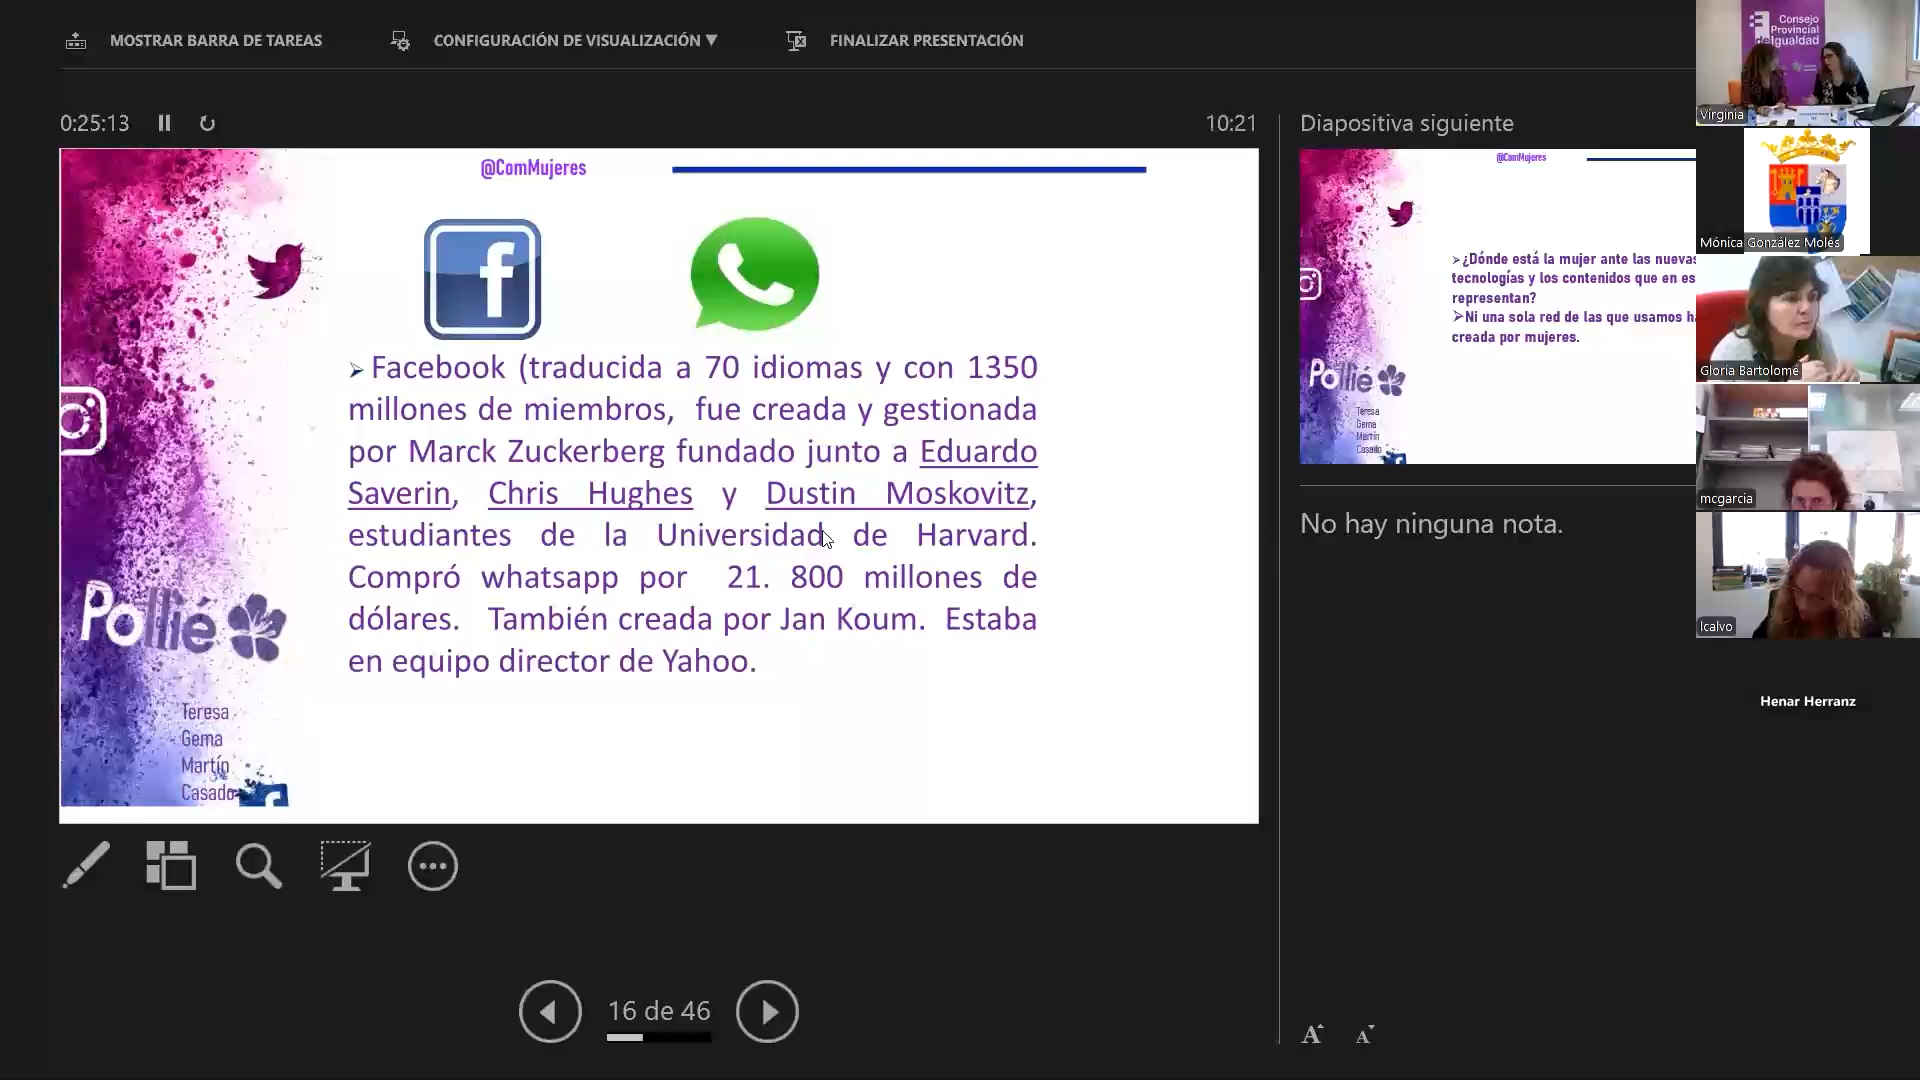 MOSTRAR BARRA DE TAREAS
CONFIGURACIÓN DE VISUALIZACIÓN ▼
FINALIZAR PRESENTACIÓN
0:25:13
10:21
@ComMujeres
➢ Facebook (traducida a 70 idiomas y con 1350
millones de miembros, fue creada y gestionada
por Marck Zuckerberg fundado junto a Eduardo
Saverin, Chris Hughes y Dustin Moskovitz,
estudiantes de la Universidad de Harvard.
Compró whatsapp por 21. 800 millones de
dólares. También creada por Jan Koum. Estaba
en equipo director de Yahoo.
Pollié
Teresa
Gema
Martín
Casado
16 de 46
Diapositiva siguiente
@ComMujeres
➢¿Dónde está la mujer ante las nuevas
tecnologías y los contenidos que en es
representan?
➢Ni una sola red de las que usamos ha
creada por mujeres.
Pollié
Teresa
Gema
Martín
Casado
No hay ninguna nota.
A A
Consejo
Provincial
de Igualdad
Virginia
Mónica González Molés
Gloria Bartolomé
mcgarcia
lcalvo
Henar Herranz